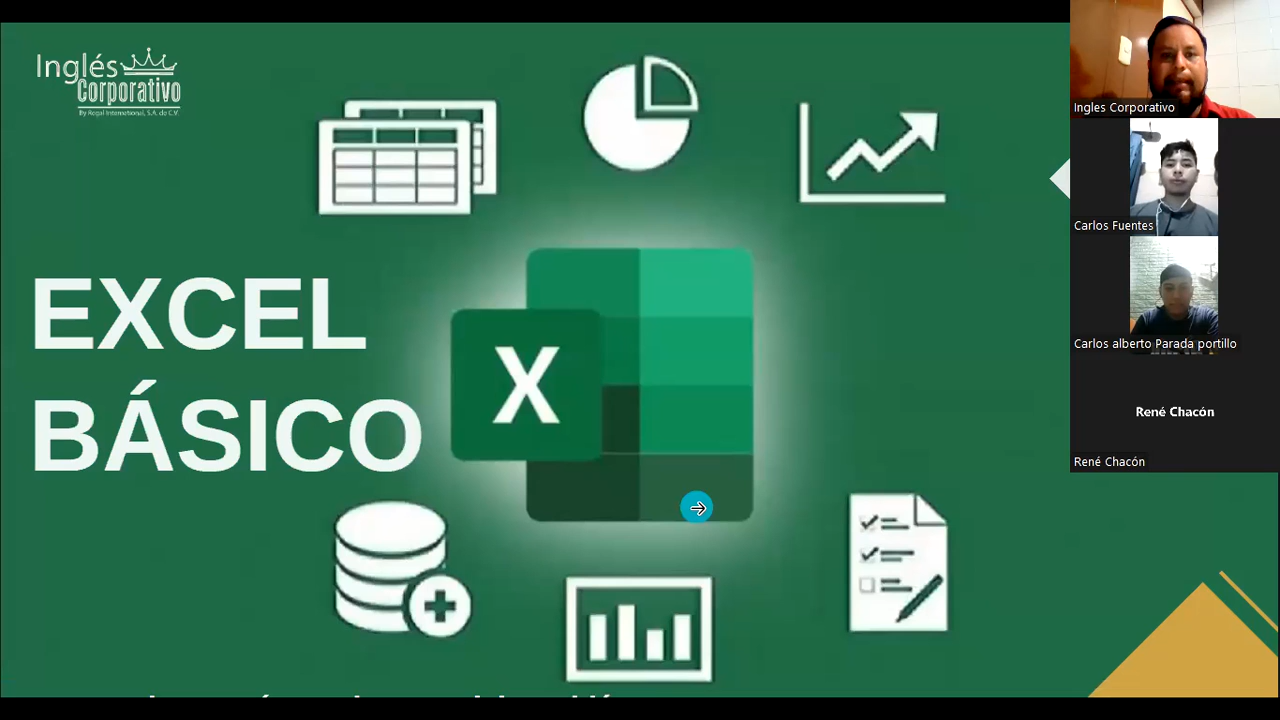 Inglés
Corporativo
By Regal International, S.A. de C.V.
EXCEL
BÁSICO
X
Ingles Corporativo
Carlos Fuentes
Carlos alberto Parada portillo
René Chacón
René Chacón